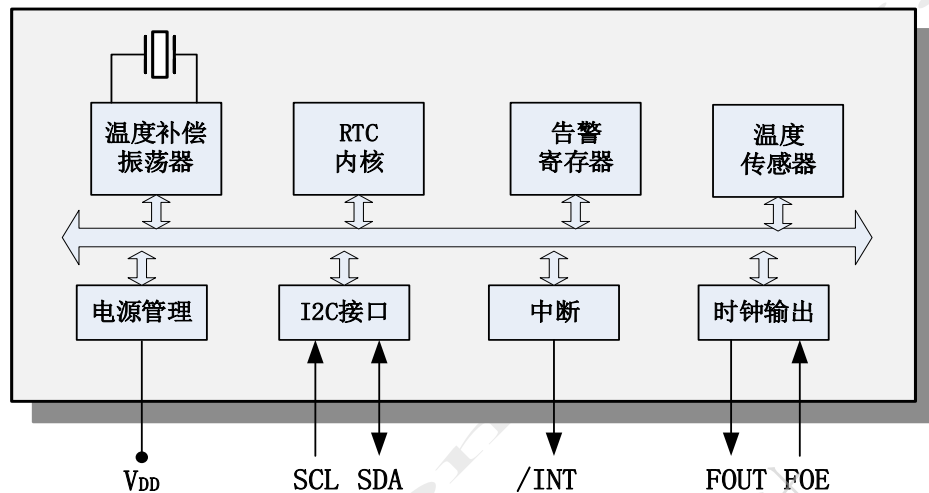 温度补偿
振荡器
RTC
内核
告警
寄存器
温度
传感器
电源管理
I2C接口
中断
时钟输出
VDD
SCL SDA
/INT
FOUT FOE